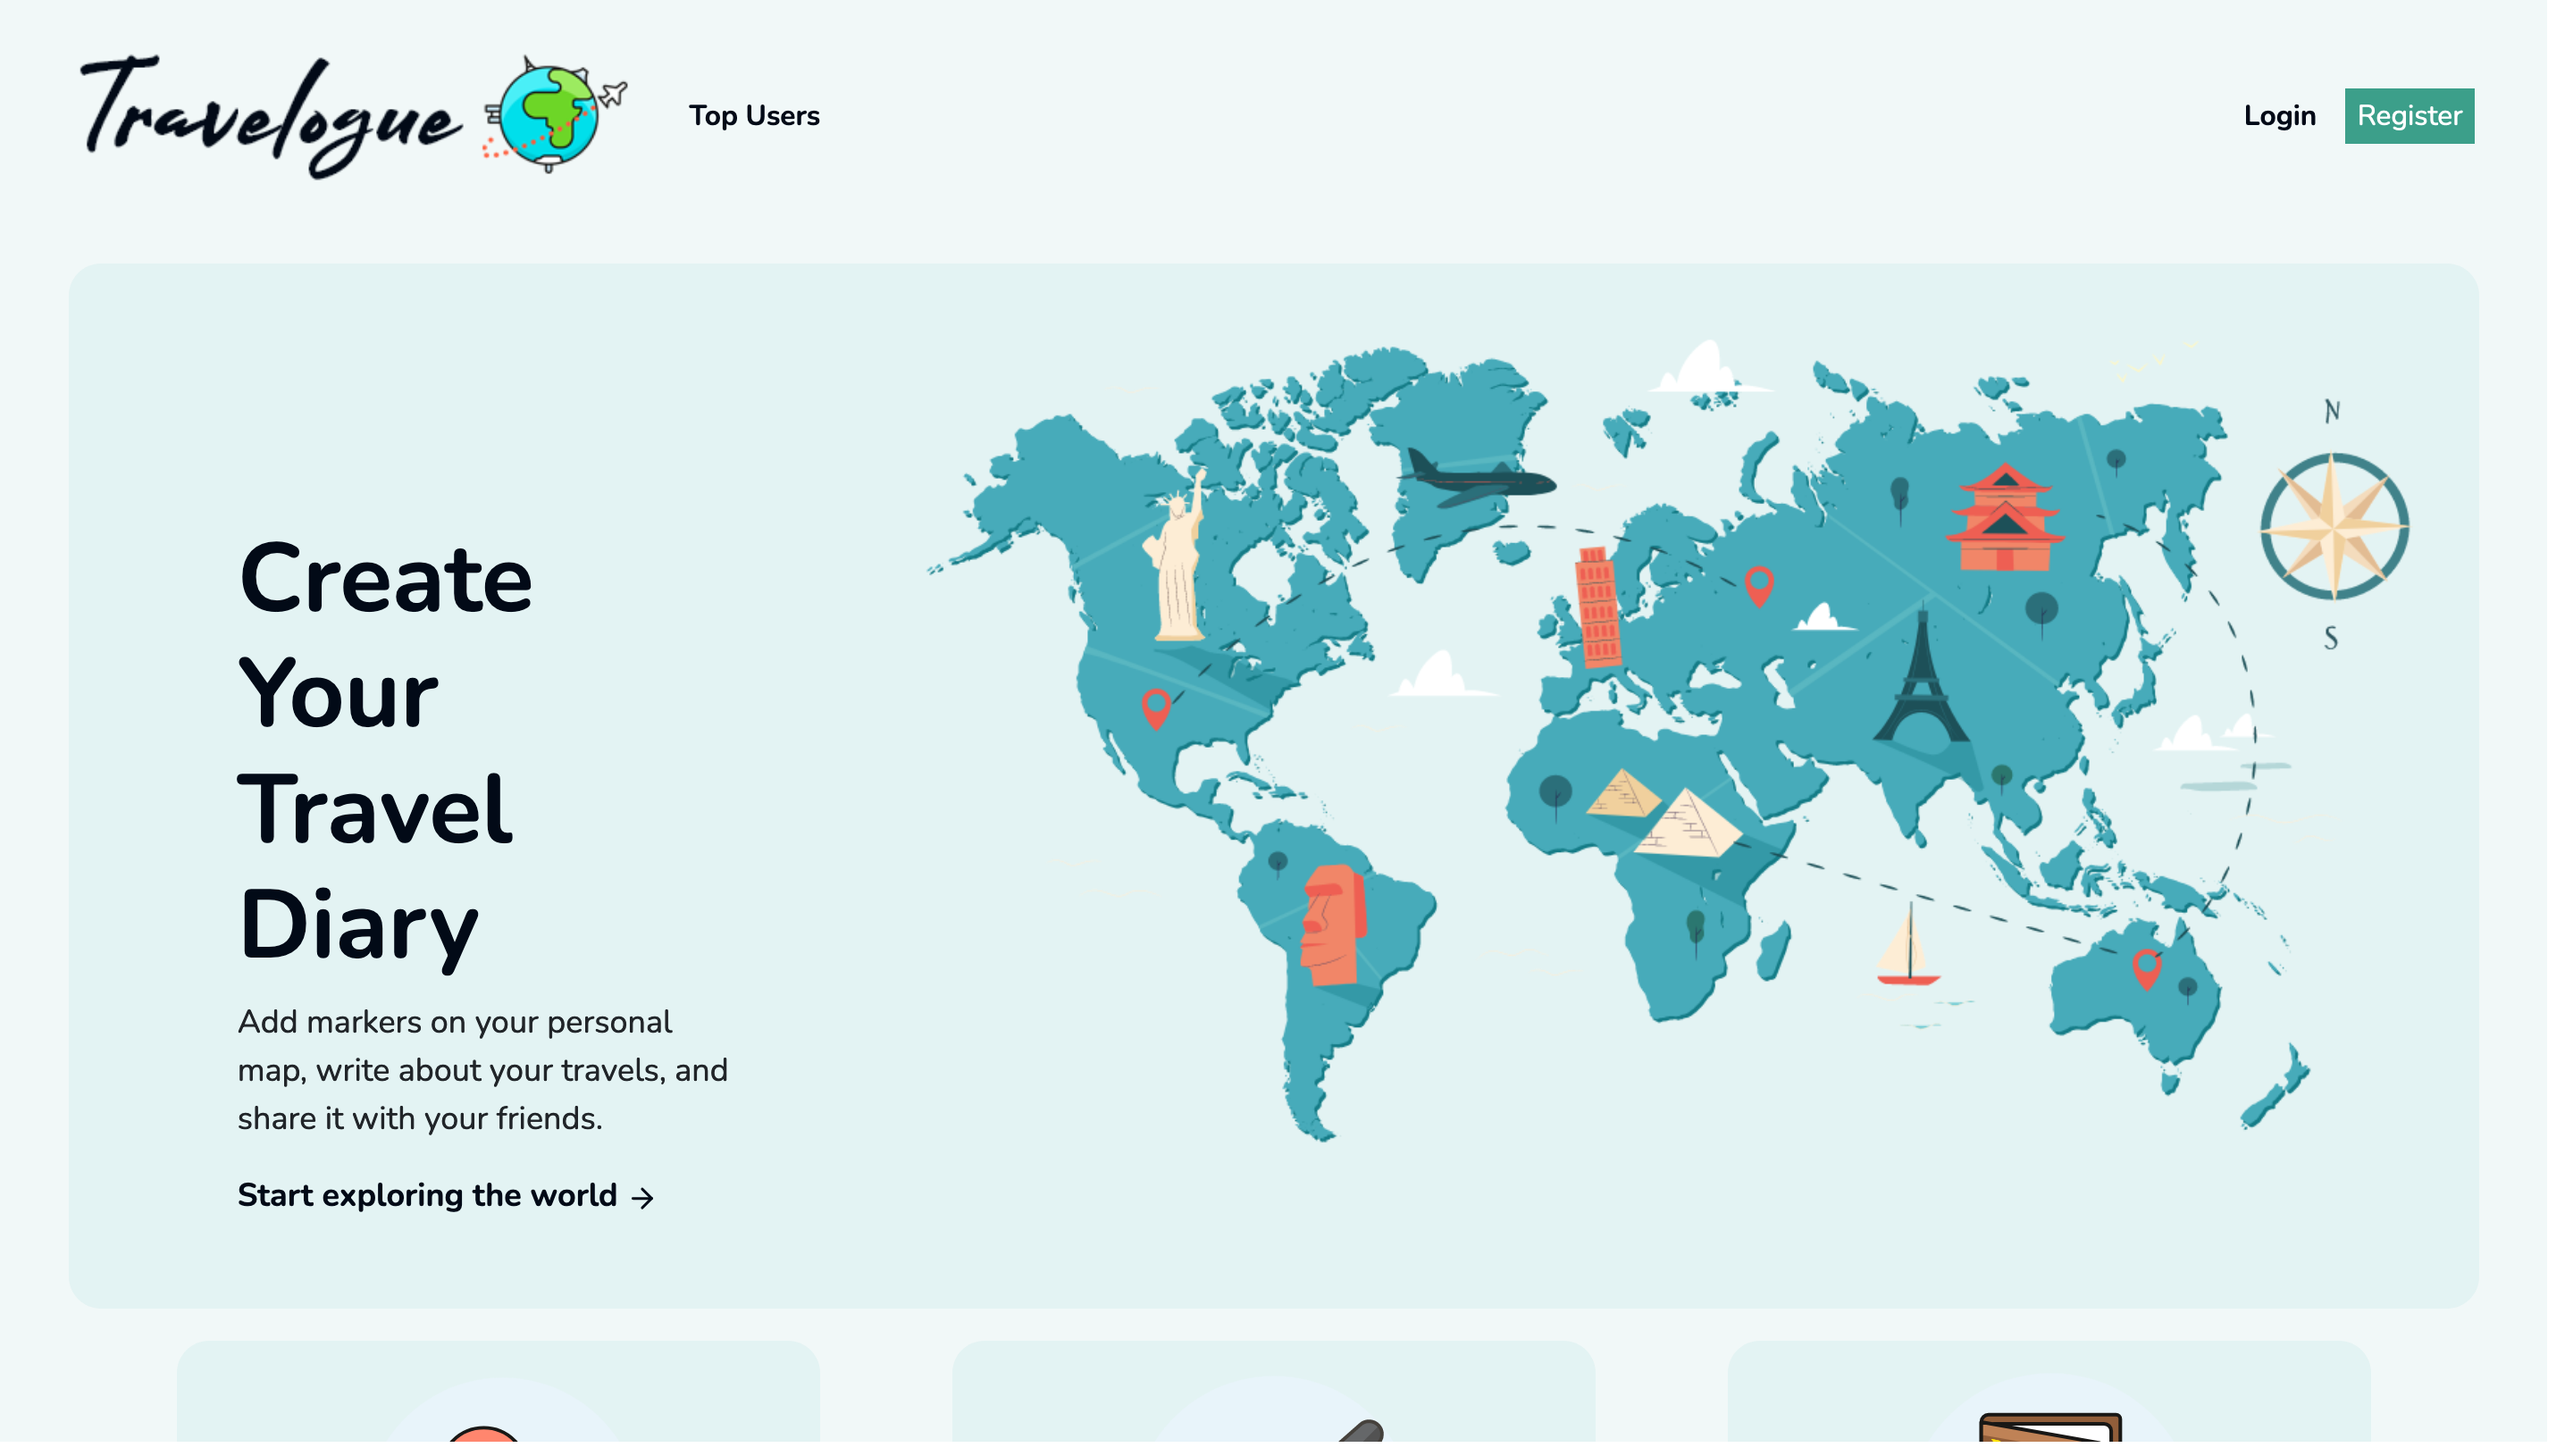 Travelogue
Top Users
Login
Register
Create
Your
Travel
Diary
Add markers on your personal
map, write about your travels, and
share it with your friends.
Start exploring the world →
N
S